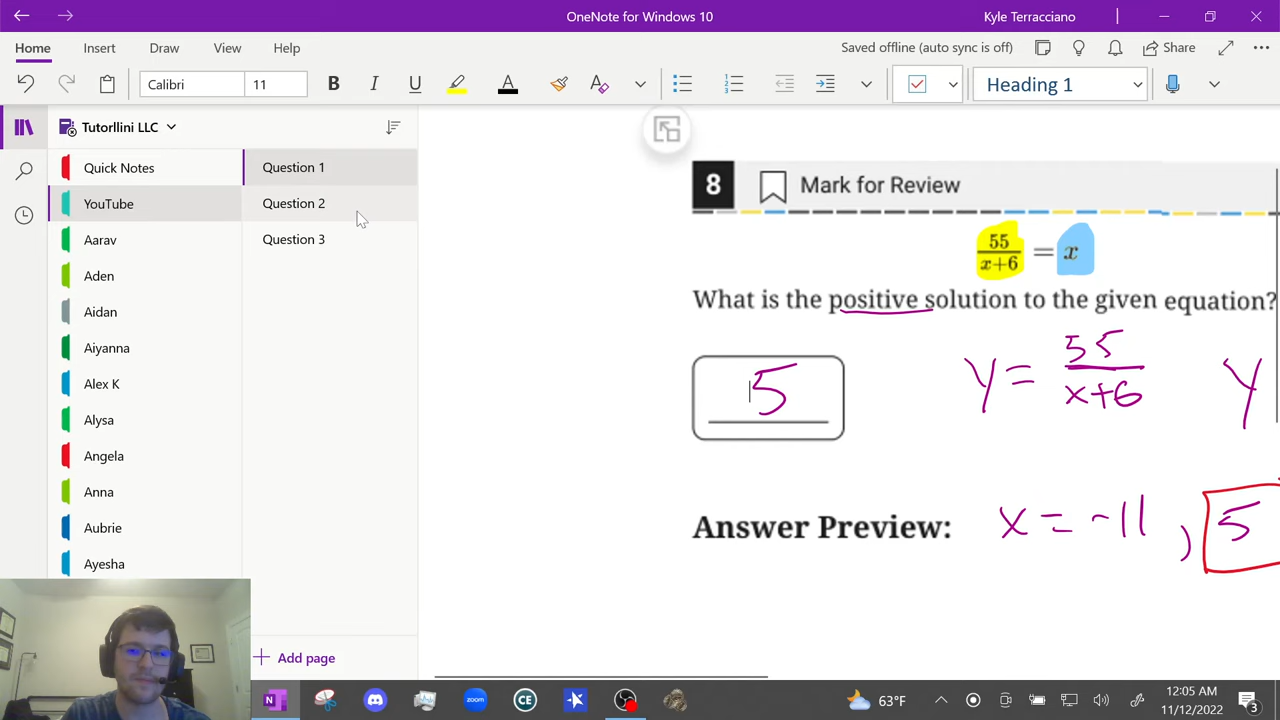 OneNote for Windows 10
Kyle Terracciano
Home Insert Draw View Help
Saved offline (auto sync is off)
Share
Calibri 11 B I U A A Heading 1
Tutorllini LLC
Quick Notes
YouTube
Aarav
Aden
Aidan
Aiyanna
Alex K
Alysa
Angela
Anna
Aubrie
Ayesha
Question 1
Question 2
Question 3
Add page
8 Mark for Review
55/x+6 = x
What is the positive solution to the given equation?
5
y = 55/x+6 y
Answer Preview: x = -11 , 5
N zoom CE 63°F 12:05 AM
11/12/2022 3